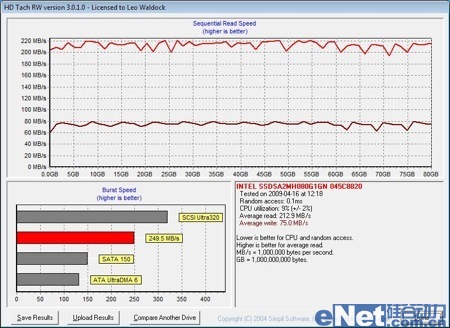 HD Tach RW version 3.0.1.0 - Licensed to Leo Waldock
Sequential Read Speed
(higher is better)
220 MB/s
200 MB/s
180 MB/s
160 MB/s
140 MB/s
120 MB/s
100 MB/s
80 MB/s
60 MB/s
40 MB/s
20 MB/s
0 MB/s
0.0GB 5GB 10GB 15GB 20GB 25GB 30GB 35GB 40GB 45GB 50GB 55GB 60GB 65GB 70GB 75GB 80GB
Burst Speed
(higher is better)
SCSI Ultra320
249.5 MB/s
SATA 150
ATA UltraDMA 6
0 50 100 150 200 250 300 350 400
INTEL SSDSA2MH080G1GN 045C8820
Tested on 2009-04-16 at 12:18
Random access: 0.1ms
CPU utilization: 9% (+/- 2%)
Average read: 212.9 MB/s
Average write: 75.0 MB/s
Lower is better for CPU and random access.
Higher is better for average read.
MB/s = 1,000,000 bytes per second.
GB = 1,000,000,000 bytes.
Save Results Upload Results Compare Another Drive
Copyright (C) 2004 Simpli Software, Inc.
eNet